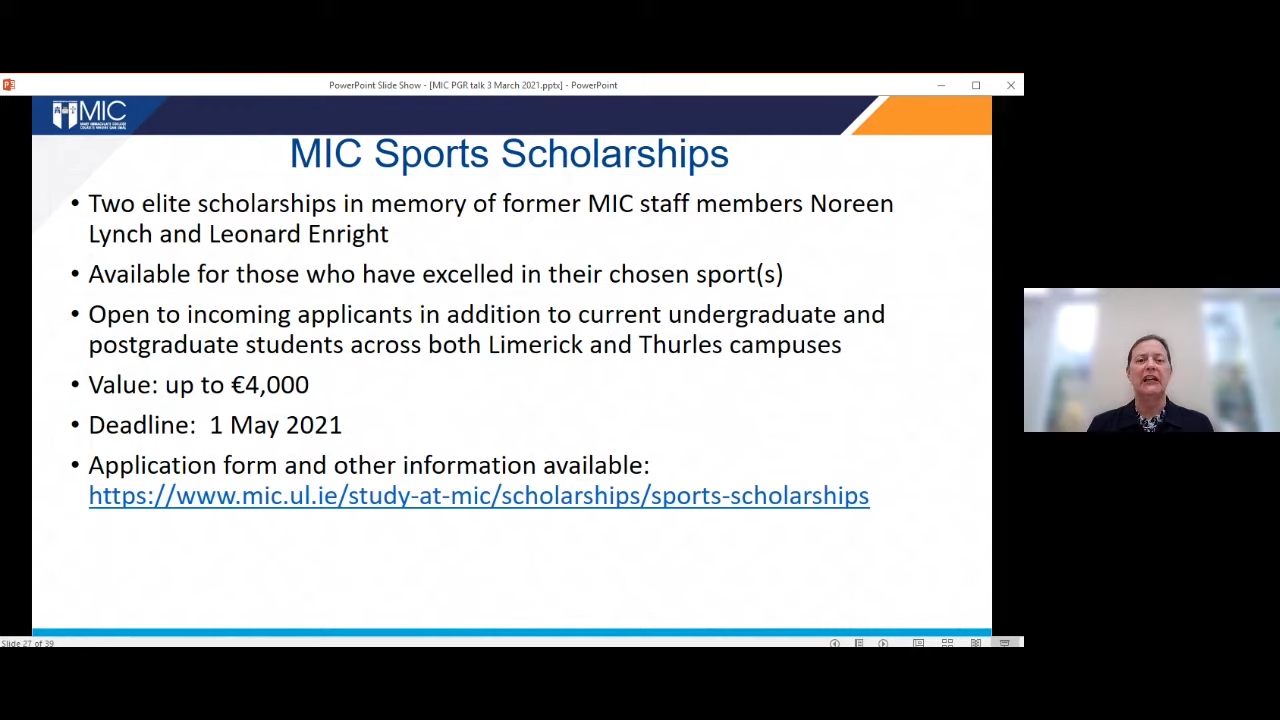 PowerPoint Slide Show - [MIC PGR talk 3 March 2021.pptx] - PowerPoint
MIC
MIC Sports Scholarships
• Two elite scholarships in memory of former MIC staff members Noreen
Lynch and Leonard Enright
• Available for those who have excelled in their chosen sport(s)
• Open to incoming applicants in addition to current undergraduate and
postgraduate students across both Limerick and Thurles campuses
• Value: up to €4,000
• Deadline:  1 May 2021
• Application form and other information available:
https://www.mic.ul.ie/study-at-mic/scholarships/sports-scholarships
Slide 27 of 39